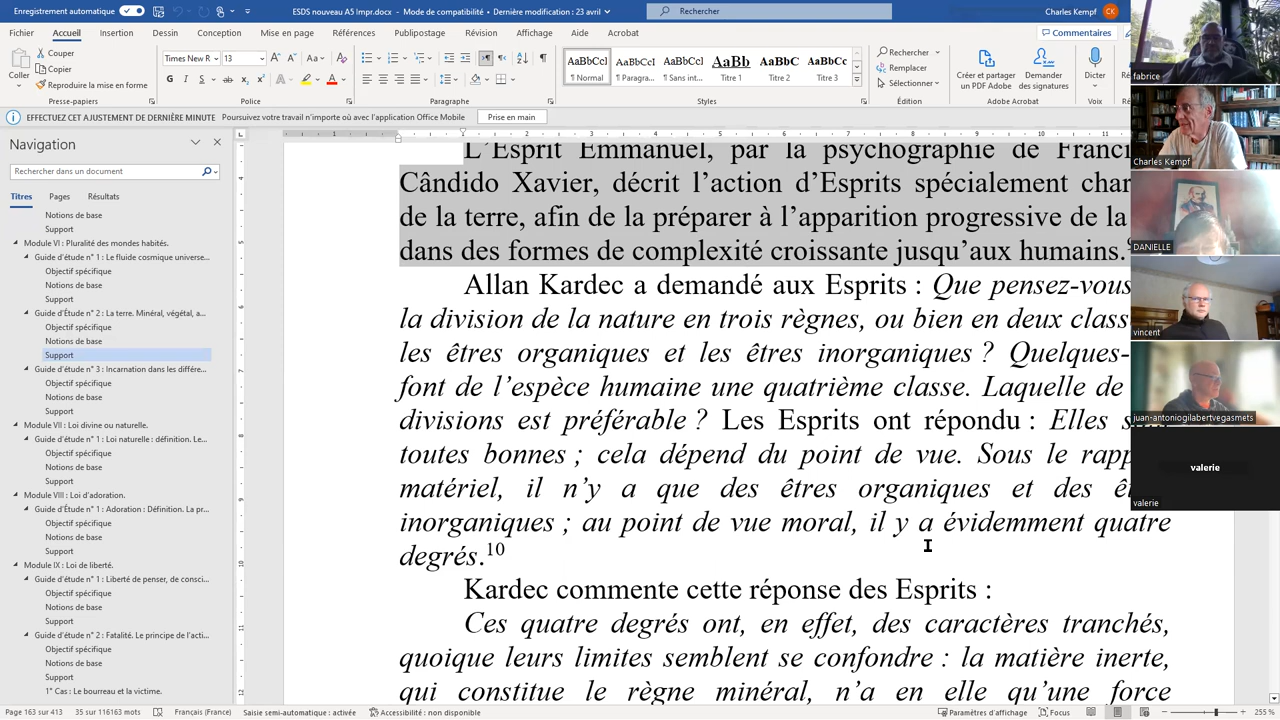 Enregistrement automatique
ESDS nouveau A5 Impr.docx - Mode de compatibilité • Dernière modification : 23 avril
Rechercher
Charles Kempf CK
Fichier Accueil Insertion Dessin Conception Mise en page Références Publipostage Révision Affichage Aide Acrobat Commentaires
Coller
Couper
Copier
Reproduire la mise en forme
Times New R 13
AaBbCcI AaBbCcI AaBbCcI AaBb AaBbC AaBbCc
¶ Normal ¶ Paragra... ¶ Sans int... Titre 1 Titre 2 Titre 3
Rechercher
Remplacer
Sélectionner
Créer et partager un PDF Adobe
Demander des signatures
Dicter
Presse-papiers Police Paragraphe Styles Édition Adobe Acrobat Voix
EFFECTUEZ CET AJUSTEMENT DE DERNIÈRE MINUTE Poursuivez votre travail n'importe où avec l'application Office Mobile Prise en main
Navigation
Rechercher dans un document
Titres Pages Résultats
Notions de base
Module VI : Pluralité des mondes habités.
Guide d'étude n° 1 : Le fluide cosmique universe...
Objectif spécifique
Notions de base
Support
Guide d'Étude n° 2 : La terre. Minéral, végétal, a...
Objectif spécifique
Notions de base
Support
Guide d'étude n° 3 : Incarnation dans les différe...
Objectif spécifique
Notions de base
Support
Module VII : Loi divine ou naturelle.
Guide d'étude n° 1 : Loi naturelle : définition. Le...
Objectif spécifique
Notions de base
Support
Module VIII : Loi d'adoration.
Guide d'étude n° 1 : Adoration : Définition. La pr...
Objectif spécifique
Notions de base
Support
Module IX : Loi de liberté.
Guide d'étude n° 1 : Liberté de penser, de consci...
Objectif spécifique
Notions de base
Support
Guide d'étude n° 2 : Fatalité. Le principe de l'acti...
Objectif spécifique
Notions de base
Support
1° Cas : Le bourreau et la victime.
L'Esprit Emmanuel, par la psychographie de Franci
Cândido Xavier, décrit l'action d'Esprits spécialement char
de la terre, afin de la préparer à l'apparition progressive de la
dans des formes de complexité croissante jusqu'aux humains.
Allan Kardec a demandé aux Esprits : Que pensez-vous
la division de la nature en trois règnes, ou bien en deux class
les êtres organiques et les êtres inorganiques ? Quelques-
font de l'espèce humaine une quatrième classe. Laquelle de
divisions est préférable ? Les Esprits ont répondu : Elles s
toutes bonnes ; cela dépend du point de vue. Sous le rapp
matériel, il n'y a que des êtres organiques et des êt
inorganiques ; au point de vue moral, il y a évidemment quatre
degrés.10
Kardec commente cette réponse des Esprits :
Ces quatre degrés ont, en effet, des caractères tranchés,
quoique leurs limites semblent se confondre : la matière inerte,
qui constitue le règne minéral, n'a en elle qu'une force
fabrice
Charles Kempf
DANIELLE
vincent
juan-antoniogilabertvegasmets
valerie
valerie
Page 163 sur 413 35 sur 116163 mots Français (France) Saisie semi-automatique : activée Accessibilité : non disponible Paramètres d'affichage Focus 255 %